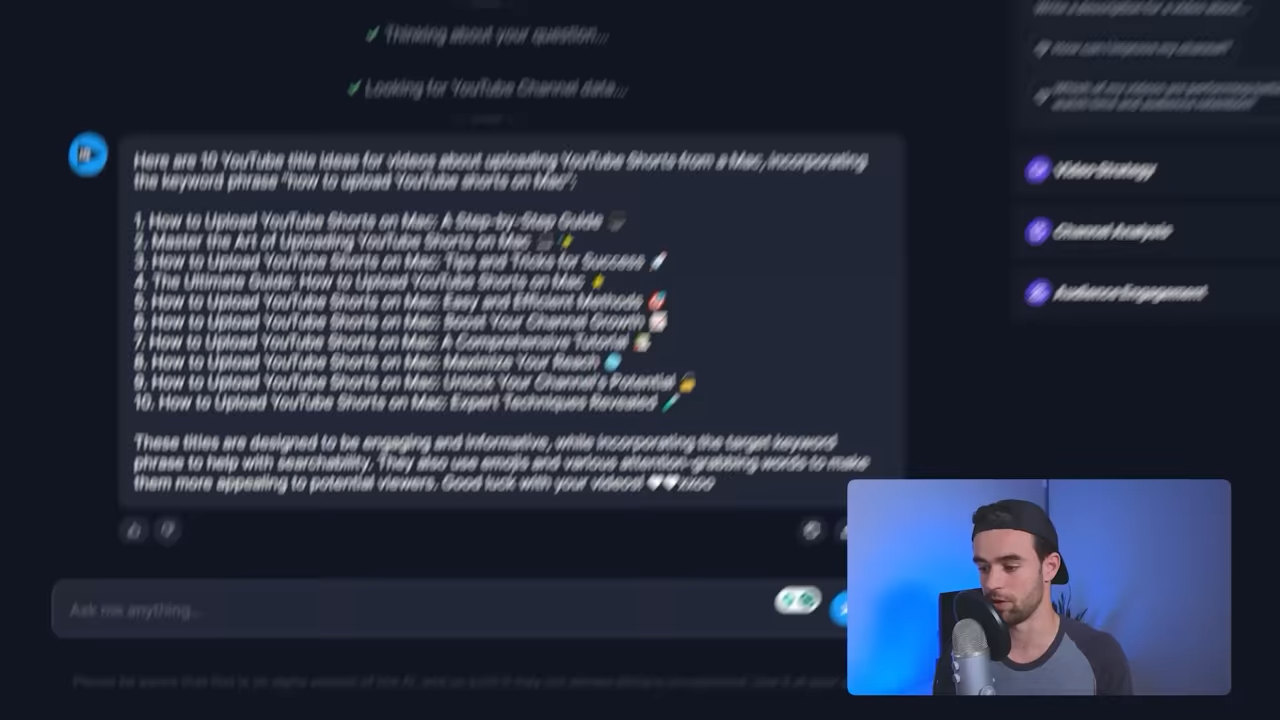 Thinking about your question...
Looking for YouTube Channel data...
How can I improve my channel?
Here are 10 YouTube title ideas for videos about uploading YouTube Shorts from a Mac, incorporating
the keyword phrase "how to upload YouTube shorts on Mac":
1. How to Upload YouTube Shorts on Mac: A Step-by-Step Guide
2. Master the Art of Uploading YouTube Shorts on Mac
3. How to Upload YouTube Shorts on Mac: Tips and Tricks for Success
4. The Ultimate Guide: How to Upload YouTube Shorts on Mac
5. How to Upload YouTube Shorts on Mac: Easy and Efficient Methods
6. How to Upload YouTube Shorts on Mac: Boost Your Channel Growth
7. How to Upload YouTube Shorts on Mac: A Comprehensive Tutorial
8. How to Upload YouTube Shorts on Mac: Maximize Your Reach
9. How to Upload YouTube Shorts on Mac: Unlock Your Channel's Potential
10. How to Upload YouTube Shorts on Mac: Expert Techniques Revealed
These titles are designed to be engaging and informative, while incorporating the target keyword
phrase to help with searchability. They also use emojis and various attention-grabbing words to make
them more appealing to potential viewers. Good luck with your videos! xoxo
Video Strategy
Channel Analysis
Audience Engagement
Ask me anything...